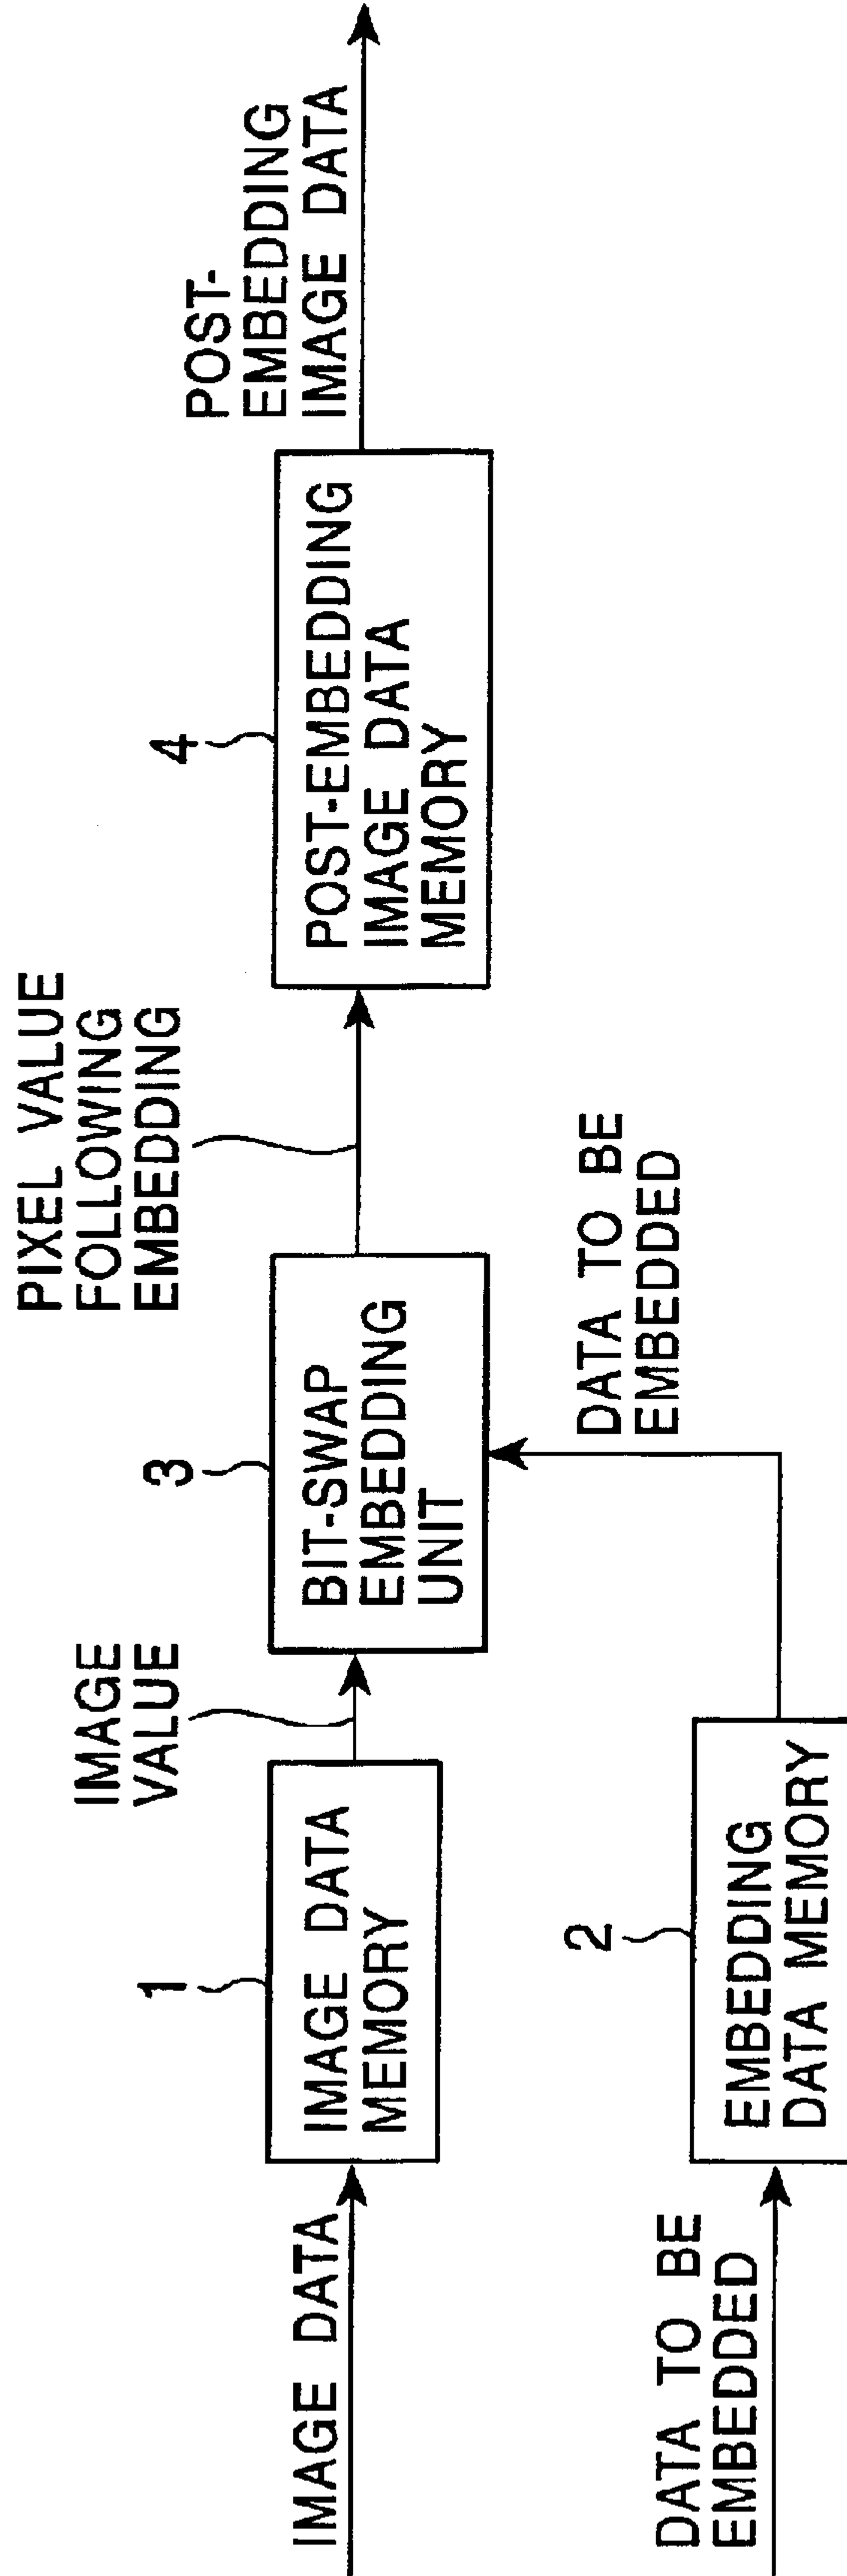 IMAGE DATA
1
IMAGE DATA
MEMORY
IMAGE
VALUE
3
BIT-SWAP
EMBEDDING
UNIT
PIXEL VALUE
FOLLOWING
EMBEDDING
4
POST-EMBEDDING
IMAGE DATA
MEMORY
POST-
EMBEDDING
IMAGE DATA
DATA TO BE
EMBEDDED
2
EMBEDDING
DATA MEMORY
DATA TO BE
EMBEDDED